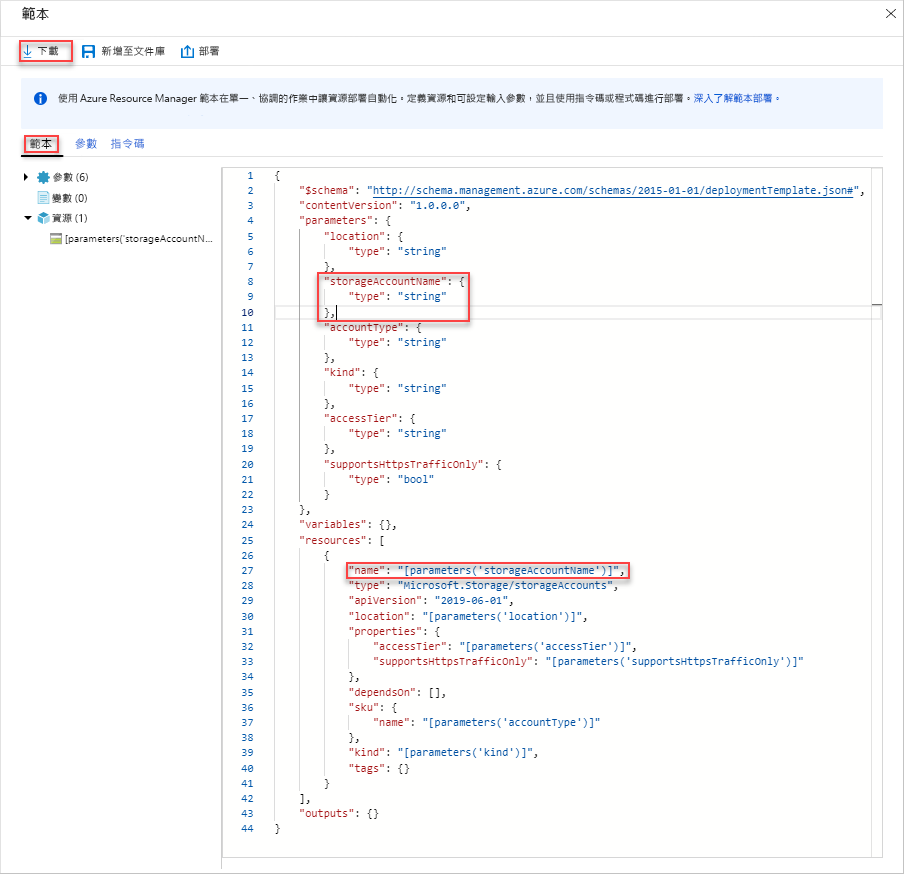 範本
下載 新增至文件庫 部署
使用 Azure Resource Manager 範本在單一、協調的作業中讓資源部署自動化。定義資源和可設定輸入參數，並且使用指令碼或程式碼進行部署。深入了解範本部署。
範本 參數 指令碼
參數 (6)
變數 (0)
資源 (1)
[parameters('storageAccountN...
1 {
2 "$schema": "http://schema.management.azure.com/schemas/2015-01-01/deploymentTemplate.json#",
3 "contentVersion": "1.0.0.0",
4 "parameters": {
5 "location": {
6 "type": "string"
7 },
8 "storageAccountName": {
9 "type": "string"
10 },
11 "accountType": {
12 "type": "string"
13 },
14 "kind": {
15 "type": "string"
16 },
17 "accessTier": {
18 "type": "string"
19 },
20 "supportsHttpsTrafficOnly": {
21 "type": "bool"
22 }
23 },
24 "variables": {},
25 "resources": [
26 {
27 "name": "[parameters('storageAccountName')]",
28 "type": "Microsoft.Storage/storageAccounts",
29 "apiVersion": "2019-06-01",
30 "location": "[parameters('location')]",
31 "properties": {
32 "accessTier": "[parameters('accessTier')]",
33 "supportsHttpsTrafficOnly": "[parameters('supportsHttpsTrafficOnly')]"
34 },
35 "dependsOn": [],
36 "sku": {
37 "name": "[parameters('accountType')]"
38 },
39 "kind": "[parameters('kind')]",
40 "tags": {}
41 }
42 ],
43 "outputs": {}
44 }